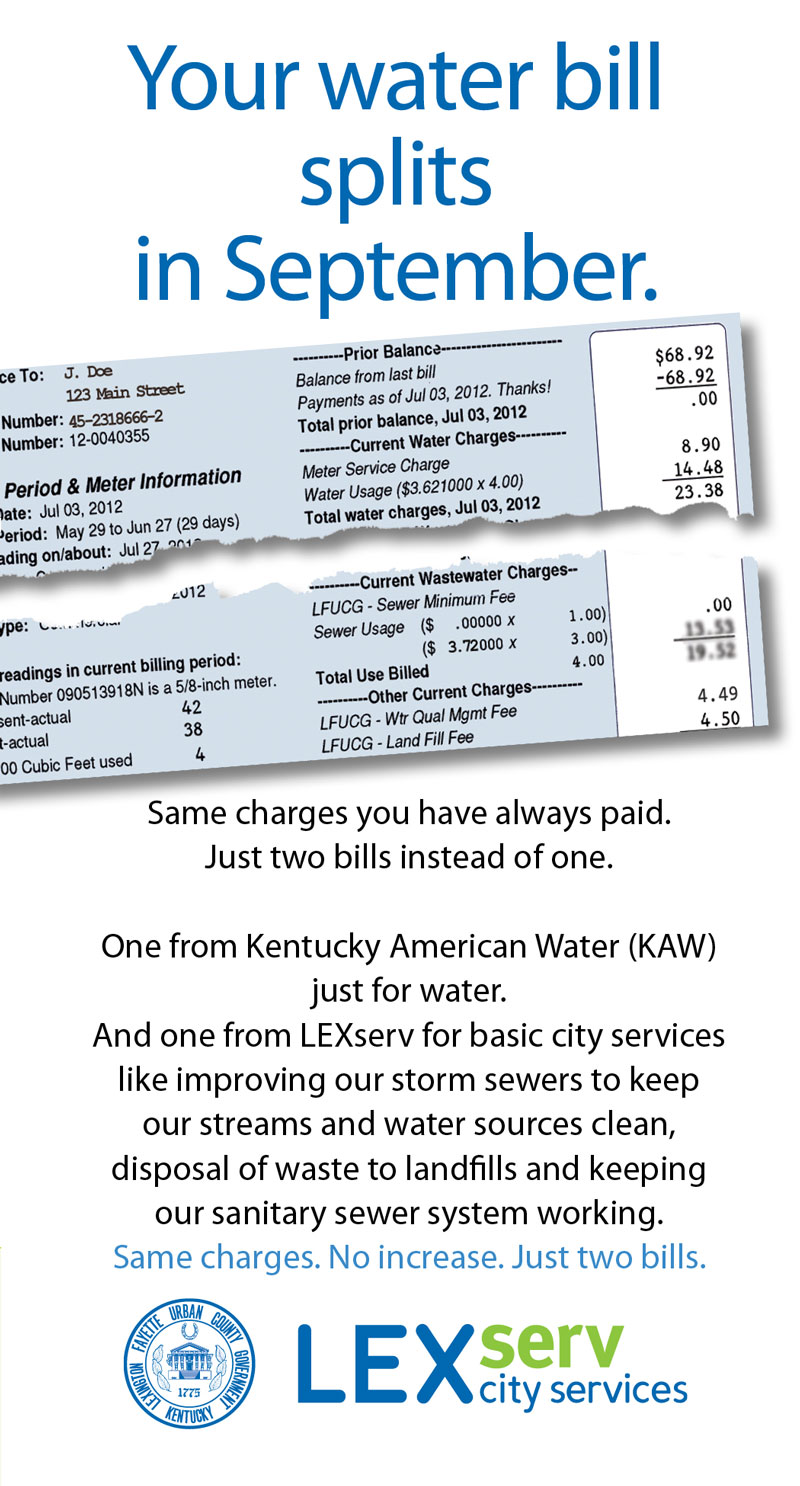 Your water bill
splits
in September.
ce To: J. Doe
123 Main Street
Number: 45-2318666-2
Number: 12-0040355
Period & Meter Information
ate: Jul 03, 2012
eriod: May 29 to Jun 27 (29 days)
ading on/about: Jul 27, 2012
----------Prior Balance----------------------
Balance from last bill $68.92
Payments as of Jul 03, 2012. Thanks! -68.92
Total prior balance, Jul 03, 2012 .00
----------Current Water Charges----------
Meter Service Charge 8.90
Water Usage ($3.621000 x 4.00) 14.48
Total water charges, Jul 03, 2012 23.38
2012
ype:
readings in current billing period:
Number 090513918N is a 5/8-inch meter.
sent-actual 42
t-actual 38
00 Cubic Feet used 4
----------Current Wastewater Charges--
LFUCG - Sewer Minimum Fee .00
Sewer Usage ($ .00000 x 1.00) 13.53
($ 3.72000 x 3.00) 19.52
Total Use Billed 4.00
----------Other Current Charges----------
LFUCG - Wtr Qual Mgmt Fee 4.49
LFUCG - Land Fill Fee 4.50
Same charges you have always paid.
Just two bills instead of one.
One from Kentucky American Water (KAW)
just for water.
And one from LEXserv for basic city services
like improving our storm sewers to keep
our streams and water sources clean,
disposal of waste to landfills and keeping
our sanitary sewer system working.
Same charges. No increase. Just two bills.
LEXINGTON FAYETTE URBAN COUNTY GOVERNMENT
1775
KENTUCKY
LEXserv
city services